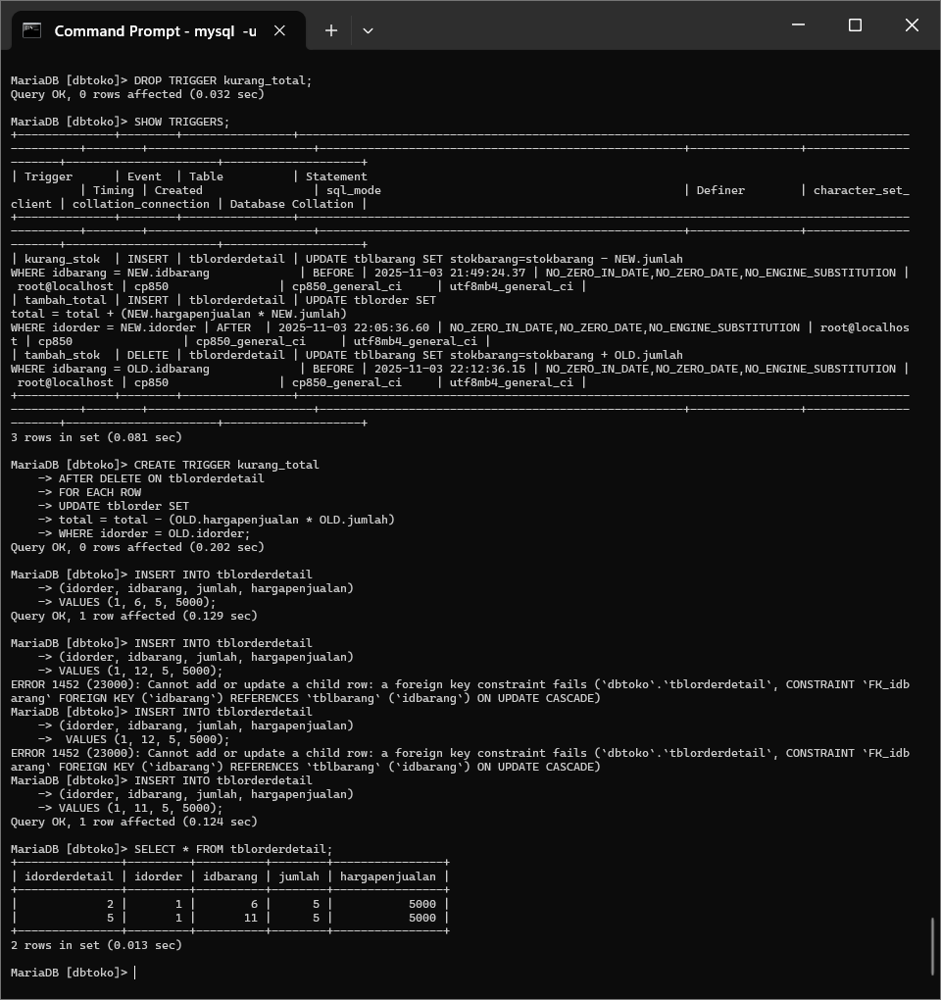 Command Prompt - mysql -u
MariaDB [dbtoko]> DROP TRIGGER kurang_total;
Query OK, 0 rows affected (0.032 sec)
MariaDB [dbtoko]> SHOW TRIGGERS;
+--------------+--------+----------------+-----------------------------------------------------------------------------------------
----------+--------+------------------------+-----------------------------------------------------+----------------+---------------
-------+----------------------+--------------------+
| Trigger      | Event  | Table          | Statement
          | Timing | Created                | sql_mode                                            | Definer        | character_set_
client | collation_connection | Database Collation |
+--------------+--------+----------------+-----------------------------------------------------------------------------------------
----------+--------+------------------------+-----------------------------------------------------+----------------+---------------
-------+----------------------+--------------------+
| kurang_stok  | INSERT | tblorderdetail | UPDATE tblbarang SET stokbarang=stokbarang - NEW.jumlah
WHERE idbarang = NEW.idbarang             | BEFORE | 2025-11-03 21:49:24.37 | NO_ZERO_IN_DATE,NO_ZERO_DATE,NO_ENGINE_SUBSTITUTION |
 root@localhost | cp850                | cp850_general_ci     | utf8mb4_general_ci |
| tambah_total | INSERT | tblorderdetail | UPDATE tblorder SET
total = total + (NEW.hargapenjualan * NEW.jumlah)
WHERE idorder = NEW.idorder | AFTER  | 2025-11-03 22:05:36.60 | NO_ZERO_IN_DATE,NO_ZERO_DATE,NO_ENGINE_SUBSTITUTION | root@localhos
t | cp850                | cp850_general_ci     | utf8mb4_general_ci |
| tambah_stok  | DELETE | tblorderdetail | UPDATE tblbarang SET stokbarang=stokbarang + OLD.jumlah
WHERE idbarang = OLD.idbarang             | BEFORE | 2025-11-03 22:12:36.15 | NO_ZERO_IN_DATE,NO_ZERO_DATE,NO_ENGINE_SUBSTITUTION |
 root@localhost | cp850                | cp850_general_ci     | utf8mb4_general_ci |
+--------------+--------+----------------+-----------------------------------------------------------------------------------------
----------+--------+------------------------+-----------------------------------------------------+----------------+---------------
-------+----------------------+--------------------+
3 rows in set (0.081 sec)
MariaDB [dbtoko]> CREATE TRIGGER kurang_total
    -> AFTER DELETE ON tblorderdetail
    -> FOR EACH ROW
    -> UPDATE tblorder SET
    -> total = total - (OLD.hargapenjualan * OLD.jumlah)
    -> WHERE idorder = OLD.idorder;
Query OK, 0 rows affected (0.202 sec)
MariaDB [dbtoko]> INSERT INTO tblorderdetail
    -> (idorder, idbarang, jumlah, hargapenjualan)
    -> VALUES (1, 6, 5, 5000);
Query OK, 1 row affected (0.129 sec)
MariaDB [dbtoko]> INSERT INTO tblorderdetail
    -> (idorder, idbarang, jumlah, hargapenjualan)
    -> VALUES (1, 12, 5, 5000);
ERROR 1452 (23000): Cannot add or update a child row: a foreign key constraint fails (`dbtoko`.`tblorderdetail`, CONSTRAINT `FK_idb
arang` FOREIGN KEY (`idbarang`) REFERENCES `tblbarang` (`idbarang`) ON UPDATE CASCADE)
MariaDB [dbtoko]> INSERT INTO tblorderdetail
    -> (idorder, idbarang, jumlah, hargapenjualan)
    ->  VALUES (1, 12, 5, 5000);
ERROR 1452 (23000): Cannot add or update a child row: a foreign key constraint fails (`dbtoko`.`tblorderdetail`, CONSTRAINT `FK_idb
arang` FOREIGN KEY (`idbarang`) REFERENCES `tblbarang` (`idbarang`) ON UPDATE CASCADE)
MariaDB [dbtoko]> INSERT INTO tblorderdetail
    -> (idorder, idbarang, jumlah, hargapenjualan)
    -> VALUES (1, 11, 5, 5000);
Query OK, 1 row affected (0.124 sec)
MariaDB [dbtoko]> SELECT * FROM tblorderdetail;
+---------------+---------+----------+--------+----------------+
| idorderdetail | idorder | idbarang | jumlah | hargapenjualan |
+---------------+---------+----------+--------+----------------+
|             2 |       1 |        6 |      5 |           5000 |
|             5 |       1 |       11 |      5 |           5000 |
+---------------+---------+----------+--------+----------------+
2 rows in set (0.013 sec)
MariaDB [dbtoko]>